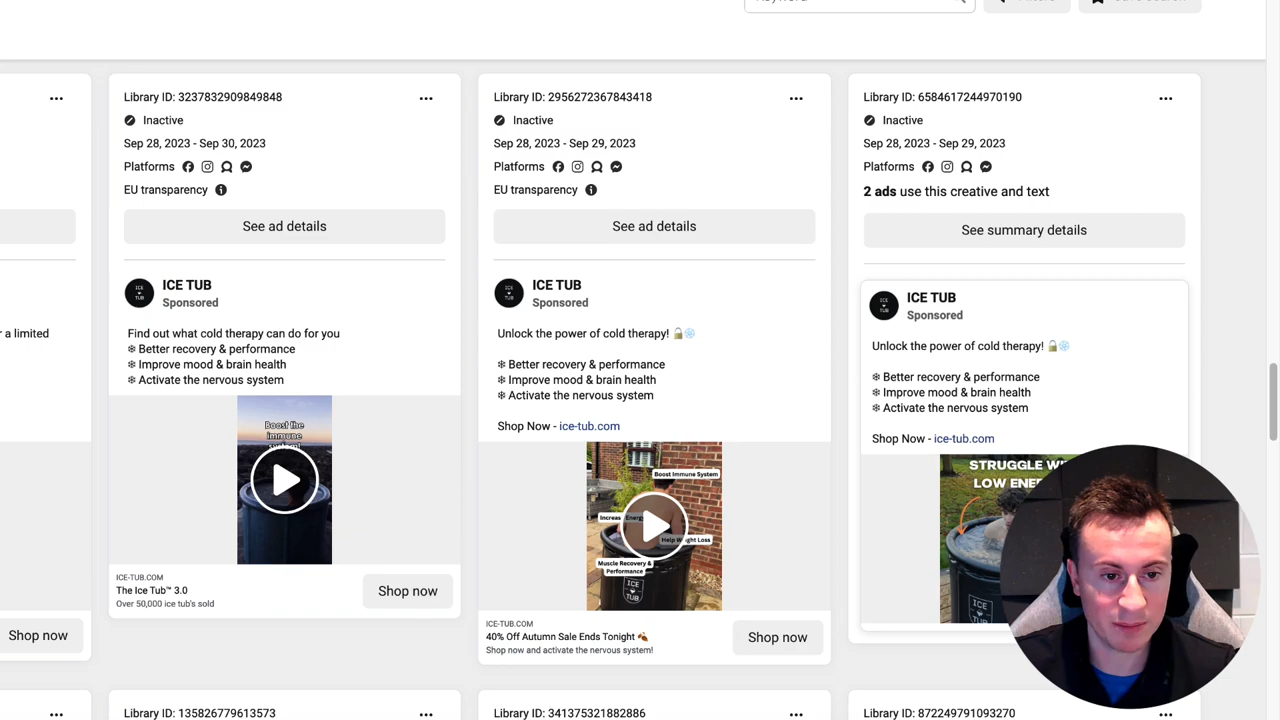 Library ID: 3237832909849848
Inactive
Sep 28, 2023 - Sep 30, 2023
Platforms
EU transparency
See ad details
ICE TUB
Sponsored
Find out what cold therapy can do for you
❄ Better recovery & performance
❄ Improve mood & brain health
❄ Activate the nervous system
Boost the
immune
ICE-TUB.COM
The Ice Tub™ 3.0
Over 50,000 ice tub's sold
Shop now
Library ID: 2956272367843418
Inactive
Sep 28, 2023 - Sep 29, 2023
Platforms
EU transparency
See ad details
ICE TUB
Sponsored
Unlock the power of cold therapy! 🔓❄️
❄ Better recovery & performance
❄ Improve mood & brain health
❄ Activate the nervous system
Shop Now - ice-tub.com
Boost Immune System
Energy
Help Weight Loss
Muscle Recovery &
Performance
ICE
TUB
ICE-TUB.COM
40% Off Autumn Sale Ends Tonight 🍂
Shop now and activate the nervous system!
Shop now
Library ID: 6584617244970190
Inactive
Sep 28, 2023 - Sep 29, 2023
Platforms
2 ads use this creative and text
See summary details
ICE TUB
Sponsored
Unlock the power of cold therapy! 🔓❄️
❄ Better recovery & performance
❄ Improve mood & brain health
❄ Activate the nervous system
Shop Now - ice-tub.com
STRUGGLE
LOW
ICE
TUB
r a limited
Shop now
Library ID: 135826779613573
Library ID: 341375321882886
Library ID: 872249791093270